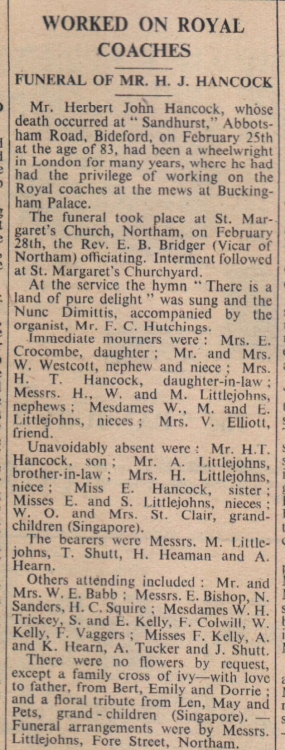 WORKED ON ROYAL
COACHES
FUNERAL OF MR. H. J. HANCOCK
Mr. Herbert John Hancock, whose
death occurred at " Sandhurst," Abbots-
ham Road, Bideford, on February 25th
at the age of 83, had been a wheelwright
in London for many years, where he had
had the privilege of working on the
Royal coaches at the mews at Bucking-
ham Palace.
The funeral took place at St. Mar-
garet's Church, Northam, on February
28th, the Rev. E. B. Bridger (Vicar of
Northam) officiating. Interment followed
at St. Margaret's Churchyard.
At the service the hymn " There is a
land of pure delight " was sung and the
Nunc Dimittis, accompanied by the
organist, Mr. F. C. Hutchings.
Immediate mourners were : Mrs. E.
Crocombe, daughter ; Mr. and Mrs.
W. Westcott, nephew and niece ; Mrs.
H. T. Hancock, daughter-in-law ;
Messrs. H., W. and M. Littlejohns,
nephews ; Mesdames W., M. and E.
Littlejohns, nieces ; Mrs. V. Elliott,
friend.
Unavoidably absent were : Mr. H.T.
Hancock, son ; Mr. A. Littlejohns,
brother-in-law ; Mrs. H. Littlejohns,
niece ; Miss E. Hancock, sister ;
Misses E. and S. Littlejohns, nieces ;
W. O. and Mrs. St. Clair, grand-
children (Singapore).
The bearers were Messrs. M. Little-
johns, T. Shutt, H. Heaman and A.
Hearn.
Others attending included : Mr. and
Mrs. W. E. Babb ; Messrs. E. Bishop, N.
Sanders, H. C. Squire ; Mesdames W. H.
Trickey, S. and E. Kelly, F. Colwill, W.
Kelly, F. Vaggers ; Misses F. Kelly, A.
and K. Hearn, A. Tucker and J. Shutt.
There were no flowers by request,
except a family cross of ivy—with love
to father, from Bert, Emily and Dorrie ;
and a floral tribute from Len, May and
Pets, grand - children (Singapore). —
Funeral arrangements were by Messrs.
Littlejohns, Fore Street, Northam.